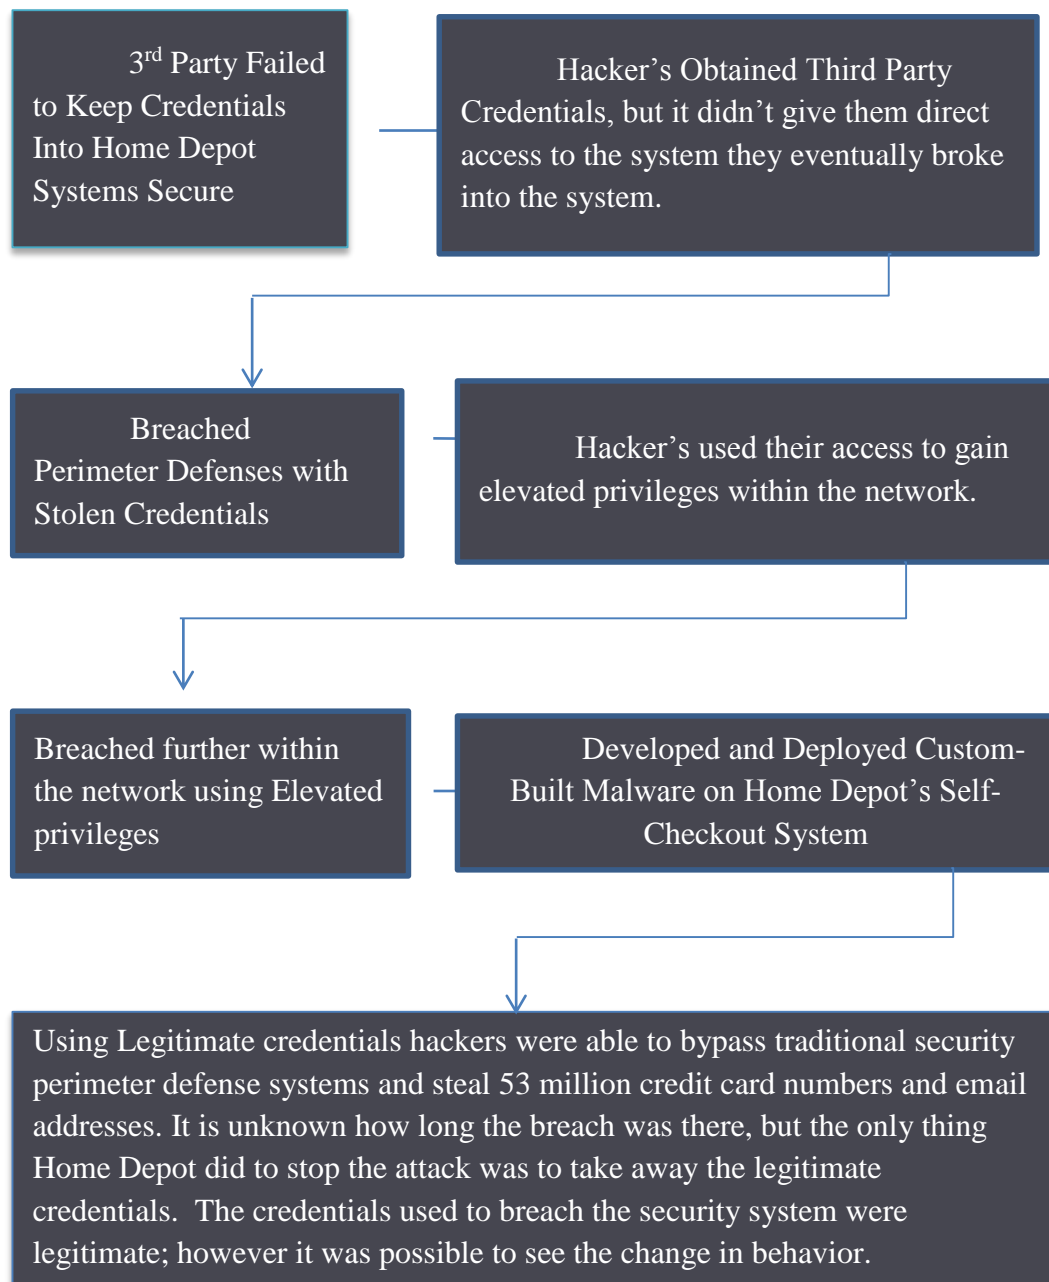 3rd Party Failed
to Keep Credentials
Into Home Depot
Systems Secure
Hacker’s Obtained Third Party
Credentials, but it didn’t give them direct
access to the system they eventually broke
into the system.
Breached
Perimeter Defenses with
Stolen Credentials
Hacker’s used their access to gain
elevated privileges within the network.
Breached further within
the network using Elevated
privileges
Developed and Deployed Custom-
Built Malware on Home Depot’s Self-
Checkout System
Using Legitimate credentials hackers were able to bypass traditional security
perimeter defense systems and steal 53 million credit card numbers and email
addresses. It is unknown how long the breach was there, but the only thing
Home Depot did to stop the attack was to take away the legitimate
credentials.  The credentials used to breach the security system were
legitimate; however it was possible to see the change in behavior.